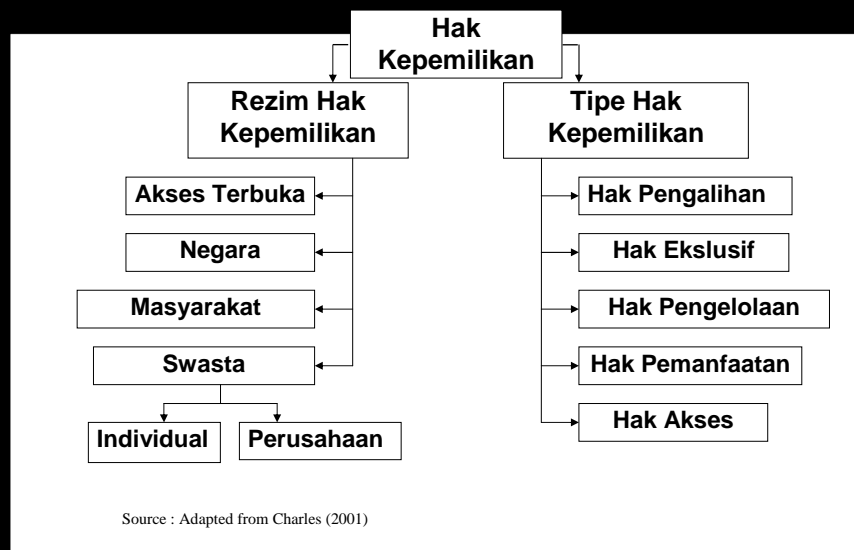 Hak
Kepemilikan
Rezim Hak
Kepemilikan
Tipe Hak
Kepemilikan
Akses Terbuka
Negara
Masyarakat
Swasta
Individual
Perusahaan
Hak Pengalihan
Hak Ekslusif
Hak Pengelolaan
Hak Pemanfaatan
Hak Akses
Source : Adapted from Charles (2001)